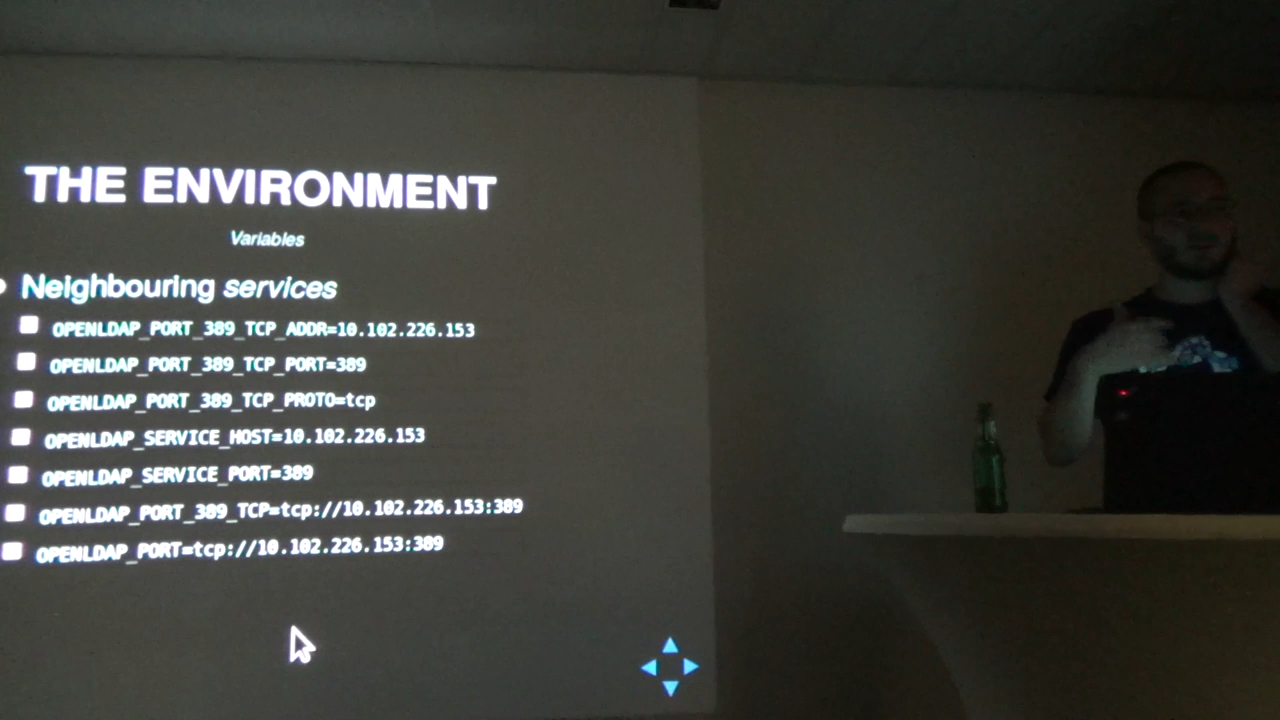 THE ENVIRONMENT
Variables
Neighbouring services
OPENLDAP_PORT_389_TCP_ADDR=10.102.226.153
OPENLDAP_PORT_389_TCP_PORT=389
OPENLDAP_PORT_389_TCP_PROTO=tcp
OPENLDAP_SERVICE_HOST=10.102.226.153
OPENLDAP_SERVICE_PORT=389
OPENLDAP_PORT_389_TCP=tcp://10.102.226.153:389
OPENLDAP_PORT=tcp://10.102.226.153:389